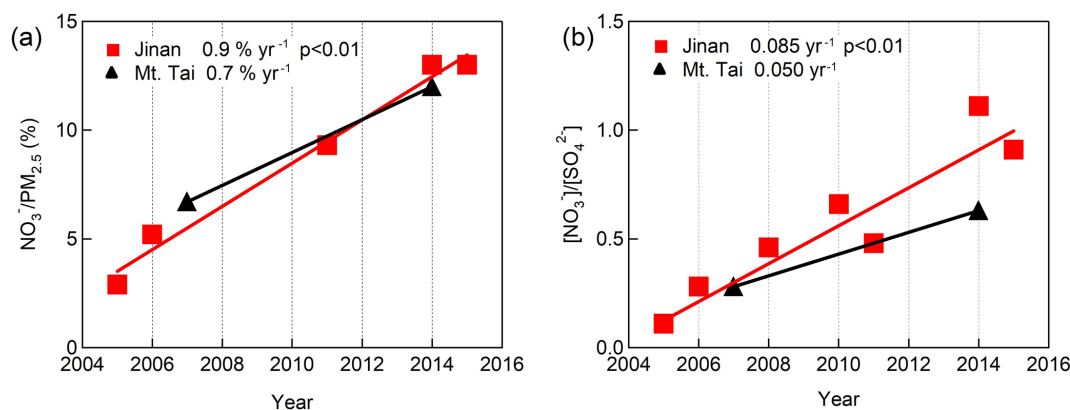 (a)
Jinan 0.9 % yr⁻¹ p<0.01
Mt. Tai 0.7 % yr⁻¹
NO₃⁻/PM₂.₅ (%)
15
10
5
0
2004 2006 2008 2010 2012 2014 2016
Year
(b)
Jinan 0.085 yr⁻¹ p<0.01
Mt. Tai 0.050 yr⁻¹
[NO₃⁻]/[SO₄²⁻]
1.5
1.0
0.5
0.0
2004 2006 2008 2010 2012 2014 2016
Year